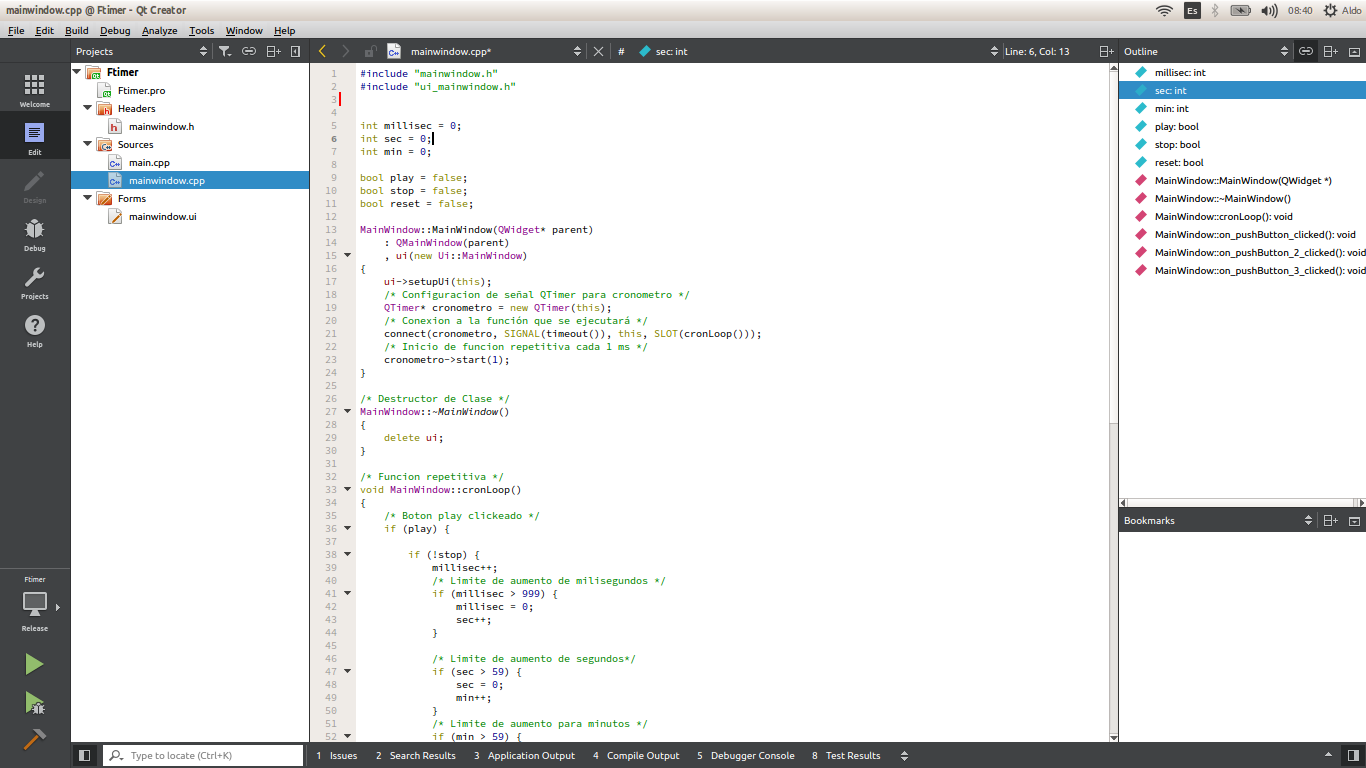 mainwindow.cpp @ Ftimer - Qt Creator
Es
08:40
Aldo
File Edit Build Debug Analyze Tools Window Help
Projects
mainwindow.cpp*
# sec: int
Line: 6, Col: 13
Outline
Welcome
Edit
Design
Debug
Projects
Help
Ftimer
Release
Ftimer
Ftimer.pro
Headers
mainwindow.h
Sources
main.cpp
mainwindow.cpp
Forms
mainwindow.ui
1 #include "mainwindow.h"
2 #include "ui_mainwindow.h"
3
4
5 int millisec = 0;
6 int sec = 0;
7 int min = 0;
8
9 bool play = false;
10 bool stop = false;
11 bool reset = false;
12
13 MainWindow::MainWindow(QWidget* parent)
14 : QMainWindow(parent)
15 , ui(new Ui::MainWindow)
16 {
17 ui->setupUi(this);
18 /* Configuracion de señal QTimer para cronometro */
19 QTimer* cronometro = new QTimer(this);
20 /* Conexion a la función que se ejecutará */
21 connect(cronometro, SIGNAL(timeout()), this, SLOT(cronLoop()));
22 /* Inicio de funcion repetitiva cada 1 ms */
23 cronometro->start(1);
24 }
25
26 /* Destructor de Clase */
27 MainWindow::~MainWindow()
28 {
29 delete ui;
30 }
31
32 /* Funcion repetitiva */
33 void MainWindow::cronLoop()
34 {
35 /* Boton play clickeado */
36 if (play) {
37
38 if (!stop) {
39 millisec++;
40 /* Limite de aumento de milisegundos */
41 if (millisec > 999) {
42 millisec = 0;
43 sec++;
44 }
45
46 /* Limite de aumento de segundos*/
47 if (sec > 59) {
48 sec = 0;
49 min++;
50 }
51 /* Limite de aumento para minutos */
52 if (min > 59) {
millisec: int
sec: int
min: int
play: bool
stop: bool
reset: bool
MainWindow::MainWindow(QWidget *)
MainWindow::~MainWindow()
MainWindow::cronLoop(): void
MainWindow::on_pushButton_clicked(): void
MainWindow::on_pushButton_2_clicked(): void
MainWindow::on_pushButton_3_clicked(): void
Bookmarks
Type to locate (Ctrl+K)
1 Issues 2 Search Results 3 Application Output 4 Compile Output 5 Debugger Console 8 Test Results